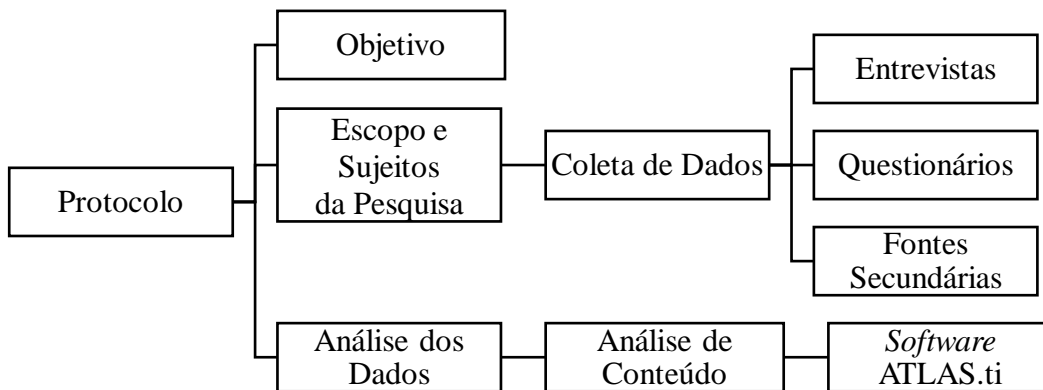 Protocolo
Objetivo
Escopo e
Sujeitos
da Pesquisa
Coleta de Dados
Entrevistas
Questionários
Fontes
Secundárias
Análise dos
Dados
Análise de
Conteúdo
Software
ATLAS.ti